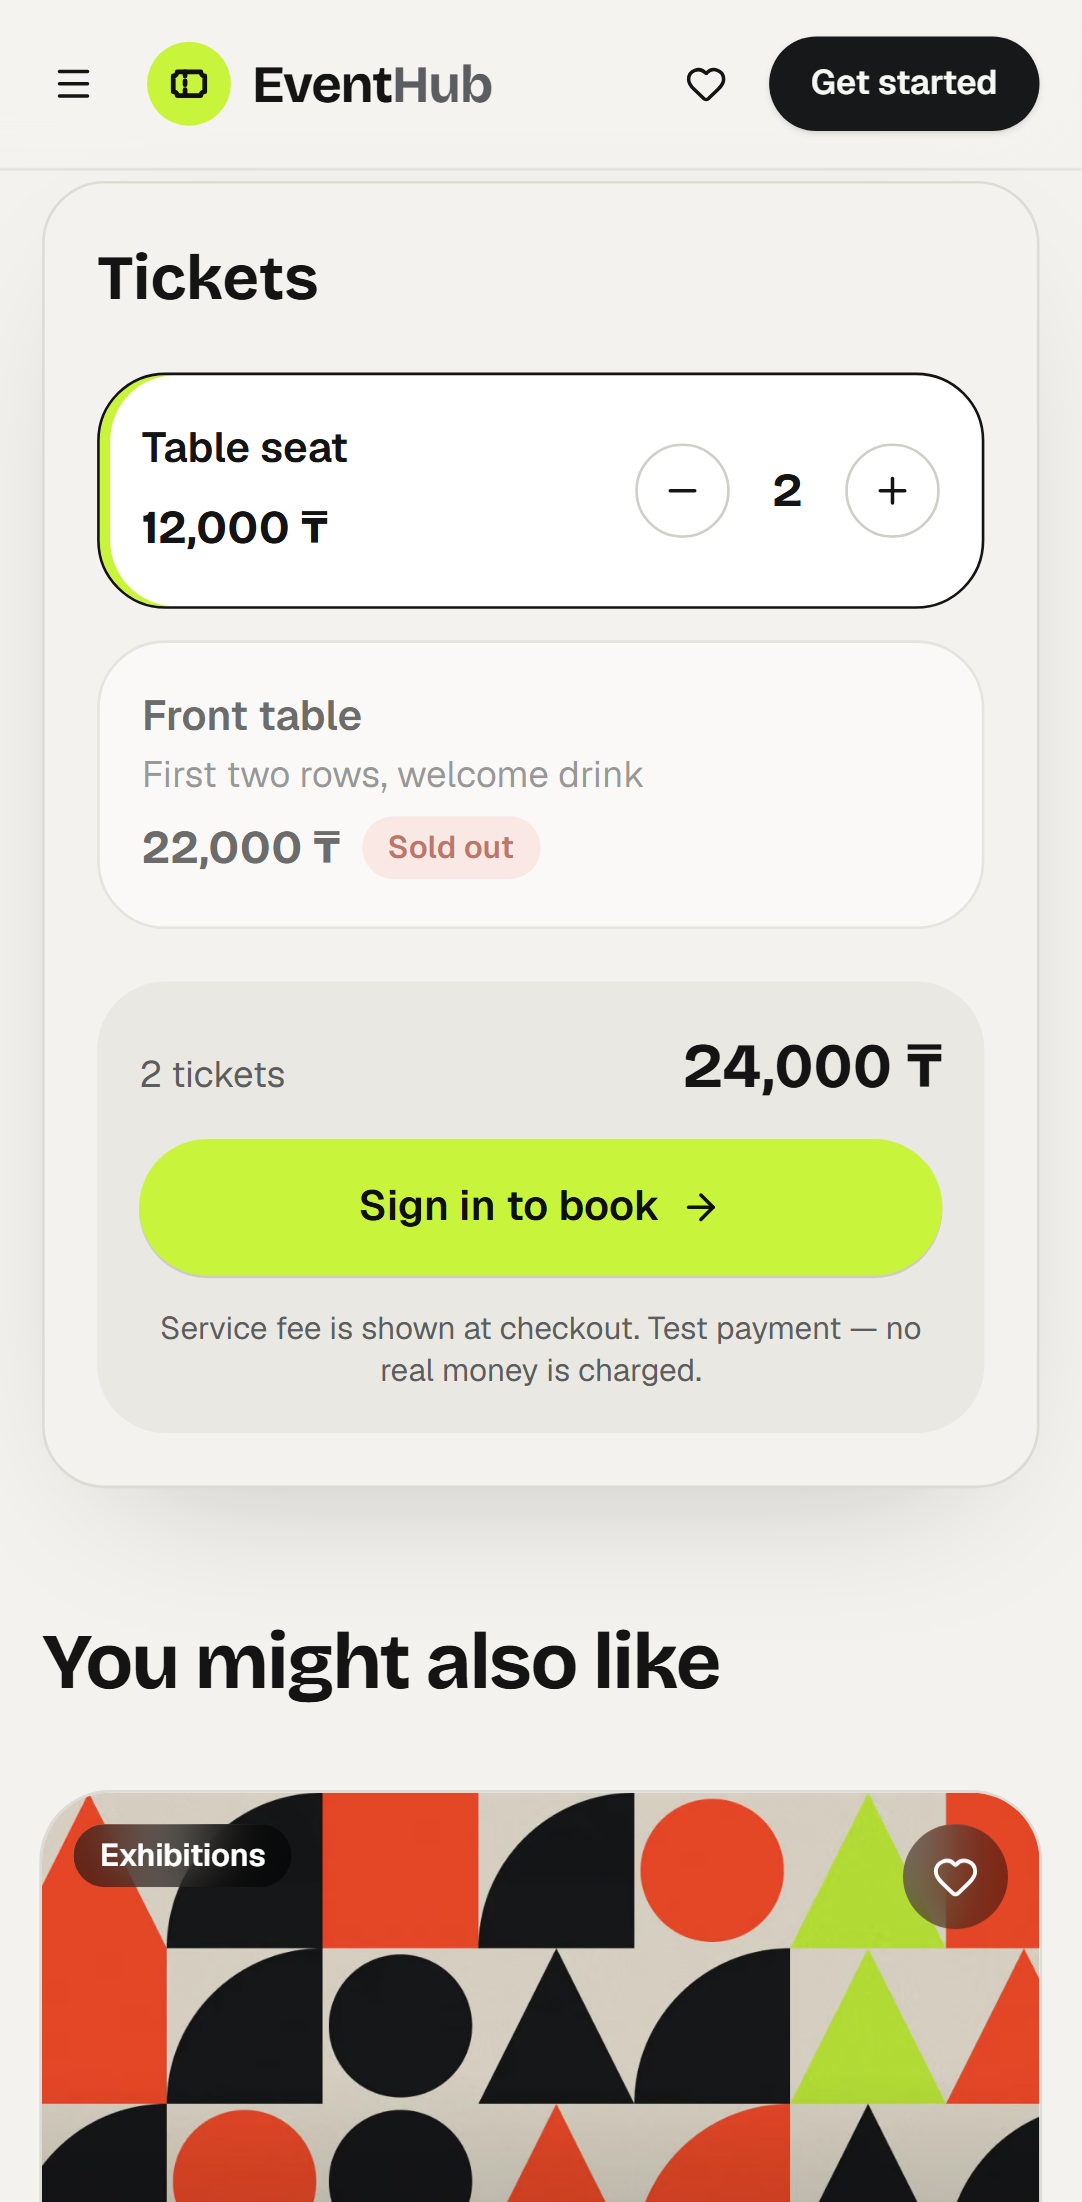 EventHub
Get started
Tickets
Table seat
12,000 ₸
2
Front table
First two rows, welcome drink
22,000 ₸ Sold out
2 tickets
24,000 ₸
Sign in to book →
Service fee is shown at checkout. Test payment — no
real money is charged.
You might also like
Exhibitions